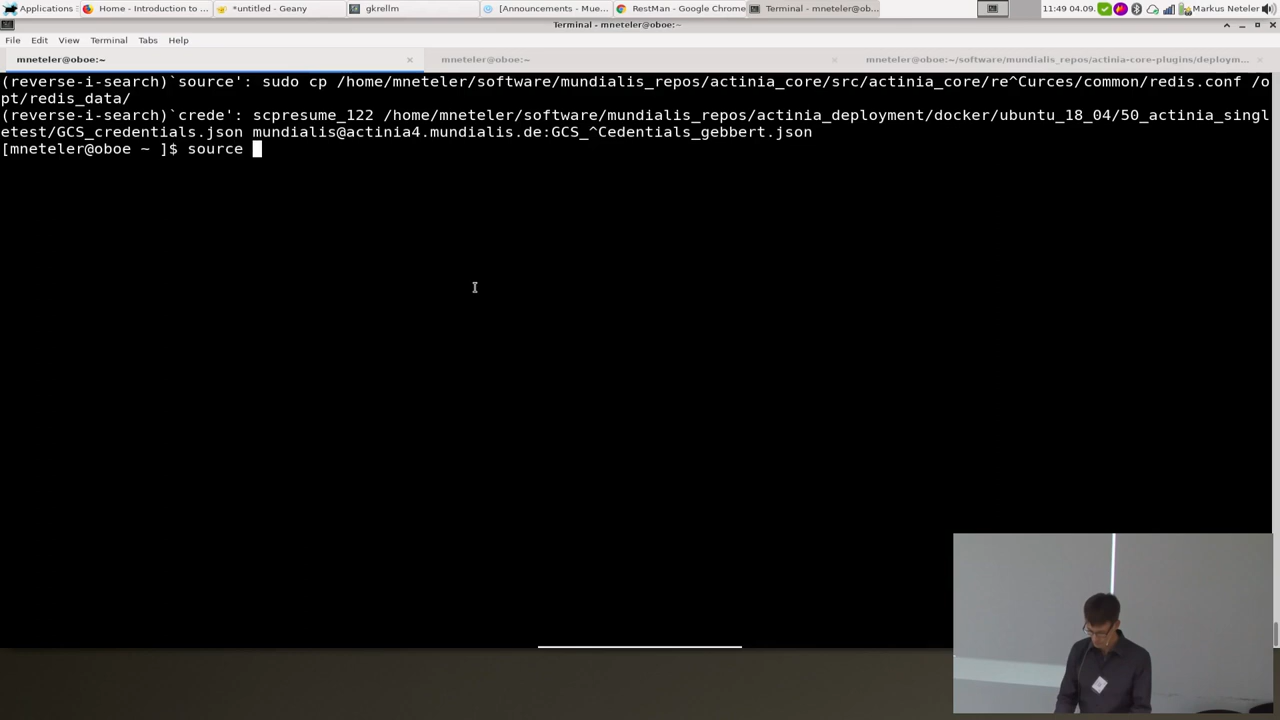 Applications
Home - Introduction to ...
*untitled - Geany
gkrellm
[Announcements - Mue...
RestMan - Google Chrome
Terminal - mneteler@ob...
11:49 04.09.
Markus Neteler
Terminal - mneteler@oboe:~
File Edit View Terminal Tabs Help
mneteler@oboe:~
mneteler@oboe:~
mneteler@oboe:~/software/mundialis_repos/actinia-core-plugins/deploym...
(reverse-i-search)`source': sudo cp /home/mneteler/software/mundialis_repos/actinia_core/src/actinia_core/re^Curces/common/redis.conf /o
pt/redis_data/
(reverse-i-search)`crede': scpresume_122 /home/mneteler/software/mundialis_repos/actinia_deployment/docker/ubuntu_18_04/50_actinia_singl
etest/GCS_credentials.json mundialis@actinia4.mundialis.de:GCS_^Cedentials_gebbert.json
[mneteler@oboe ~ ]$ source